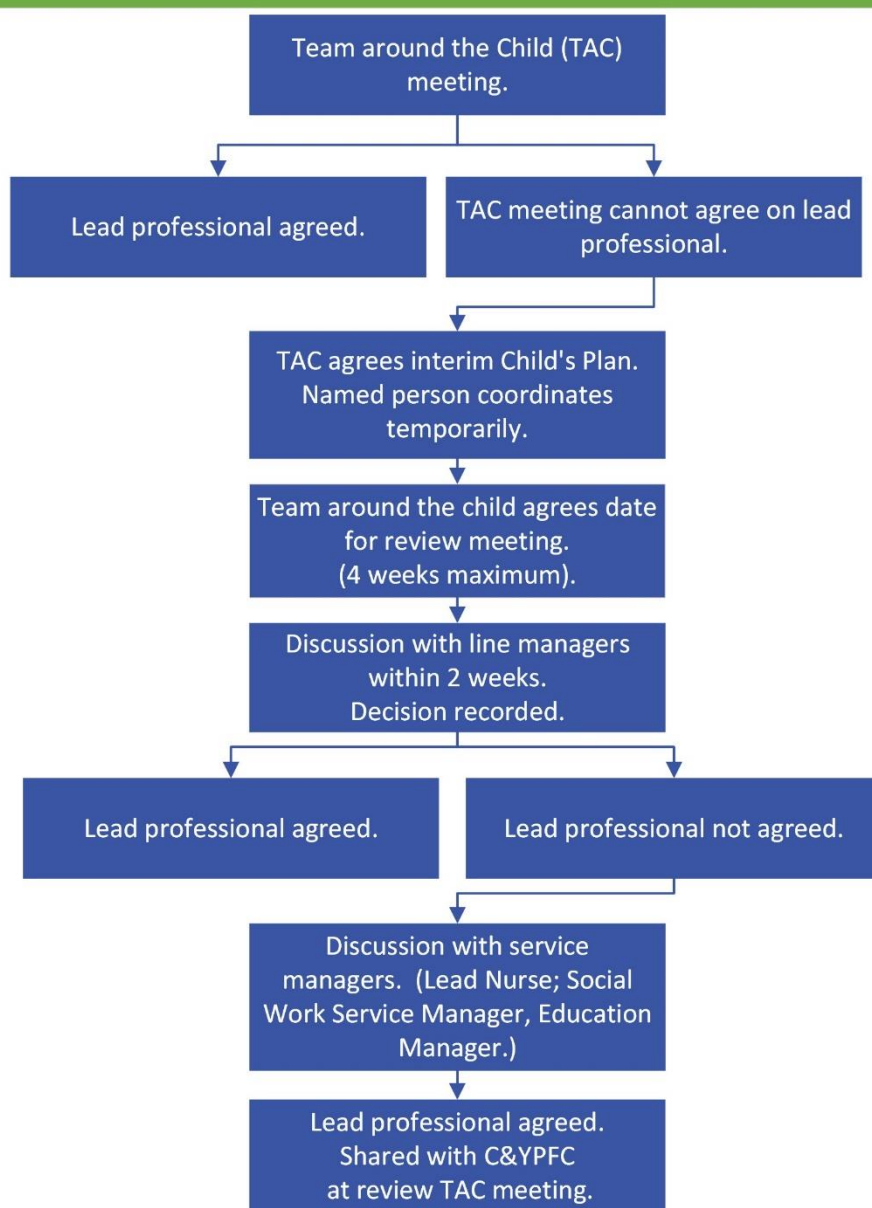 Team around the Child (TAC)
meeting.
Lead professional agreed.
TAC meeting cannot agree on lead
professional.
TAC agrees interim Child's Plan.
Named person coordinates
temporarily.
Team around the child agrees date
for review meeting.
(4 weeks maximum).
Discussion with line managers
within 2 weeks.
Decision recorded.
Lead professional agreed.
Lead professional not agreed.
Discussion with service
managers. (Lead Nurse; Social
Work Service Manager, Education
Manager.)
Lead professional agreed.
Shared with C&YPFC
at review TAC meeting.